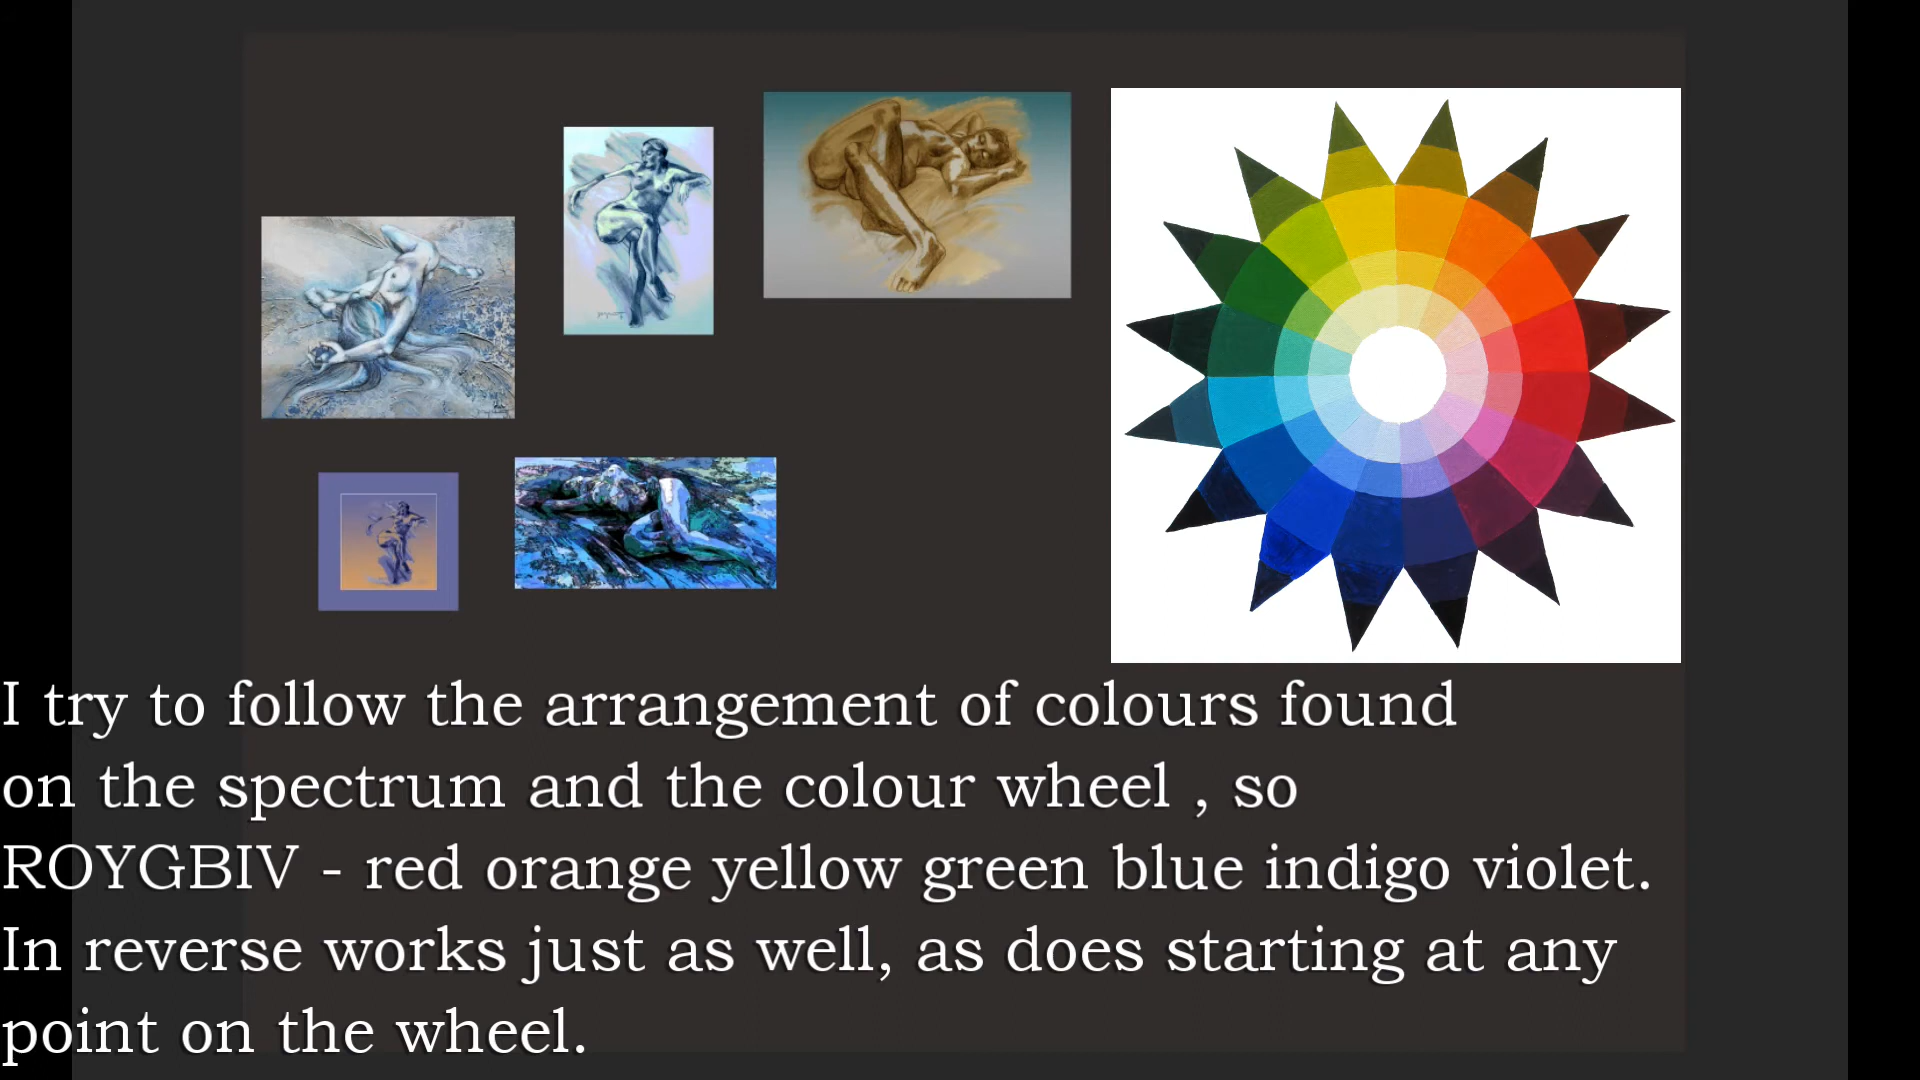 I try to follow the arrangement of colours found
on the spectrum and the colour wheel , so
ROYGBIV - red orange yellow green blue indigo violet.
In reverse works just as well, as does starting at any
point on the wheel.